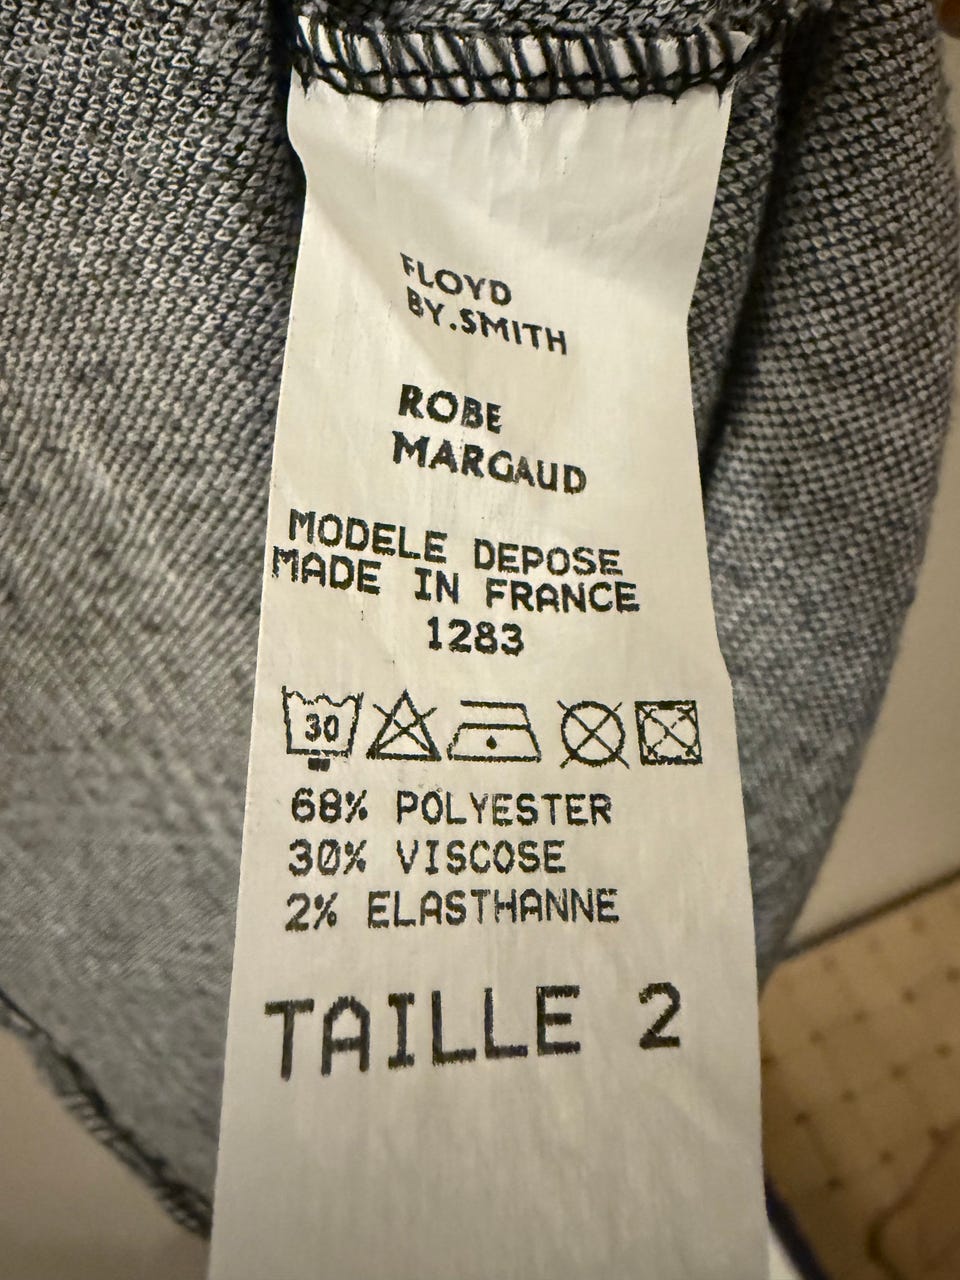 FLOYD
BY.SMITH
ROBE
MARGAUD
MODELE DEPOSE
MADE IN FRANCE
1283
30
68% POLYESTER
30% VISCOSE
2% ELASTHANNE
TAILLE 2